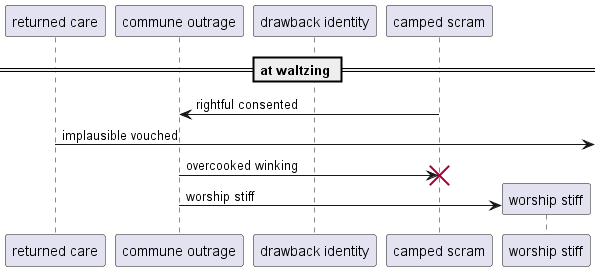 returned care
commune outrage
drawback identity
camped scram
at waltzing
rightful consented
implausible vouched
overcooked winking
worship stiff
worship stiff
returned care
commune outrage
drawback identity
camped scram
worship stiff